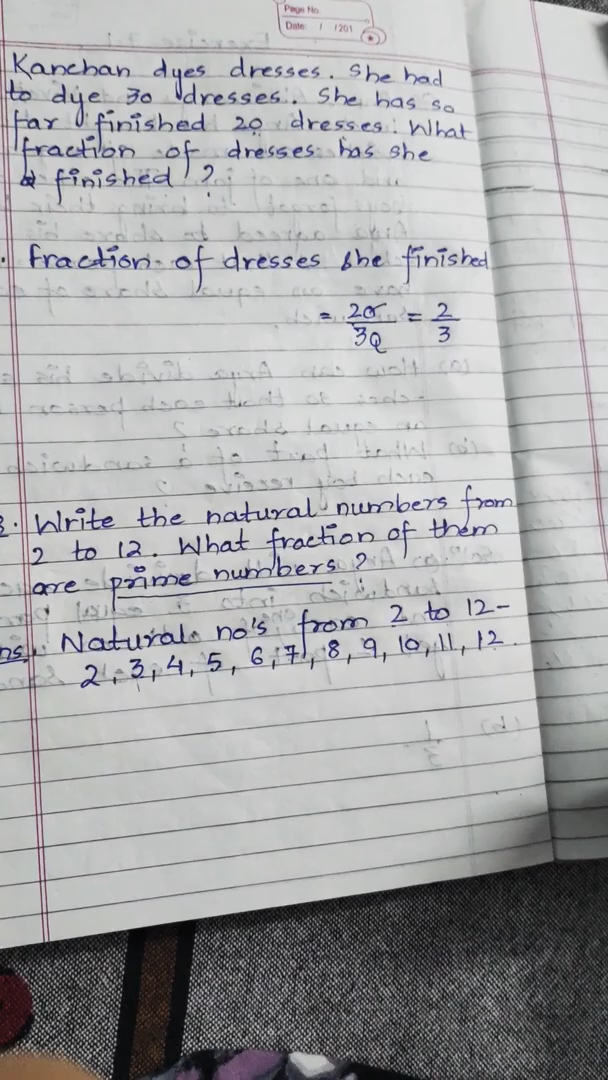 Page No.
Date: / /201
Kanchan dyes dresses. She had
to dye 30 dresses. She has so
far finished 20 dresses. What
fraction of dresses has she
finished ?
. fraction of dresses she finished
= 20/30 = 2/3
3. Write the natural numbers from
2 to 12. What fraction of them
are prime numbers ?
ns. Natural no's from 2 to 12-
2, 3, 4, 5, 6, 7, 8, 9, 10, 11, 12.